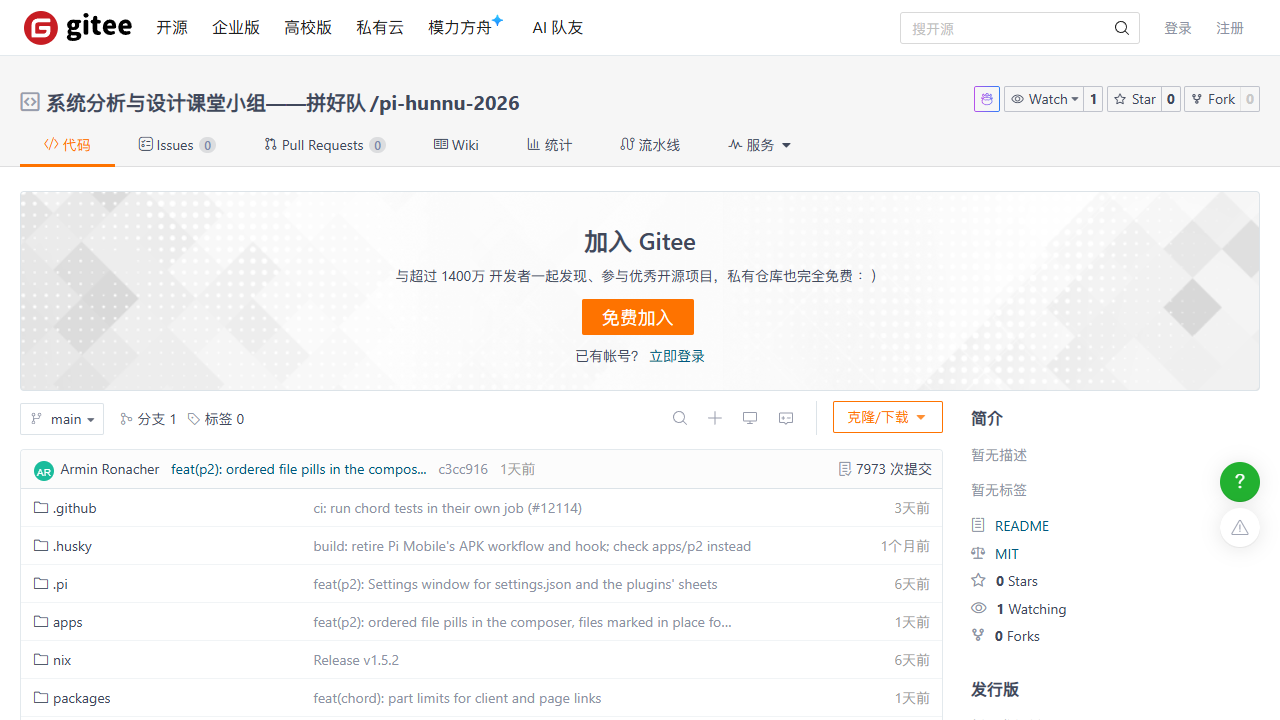 gitee 开源 企业版 高校版 私有云 模力方舟 AI 队友 搜开源 登录 注册
系统分析与设计课堂小组——拼好队 /pi-hunnu-2026 Watch 1 Star 0 Fork 0
代码 Issues 0 Pull Requests 0 Wiki 统计 流水线 服务
加入 Gitee
与超过 1400万 开发者一起发现、参与优秀开源项目，私有仓库也完全免费：）
免费加入
已有帐号？ 立即登录
main 分支 1 标签 0 克隆/下载
AR Armin Ronacher feat(p2): ordered file pills in the compos... c3cc916 1天前 7973 次提交
.github ci: run chord tests in their own job (#12114) 3天前
.husky build: retire Pi Mobile's APK workflow and hook; check apps/p2 instead 1个月前
.pi feat(p2): Settings window for settings.json and the plugins' sheets 6天前
apps feat(p2): ordered file pills in the composer, files marked in place fo... 1天前
nix Release v1.5.2 6天前
packages feat(chord): part limits for client and page links 1天前
简介
暂无描述
暂无标签
README
MIT
0 Stars
1 Watching
0 Forks
发行版
?